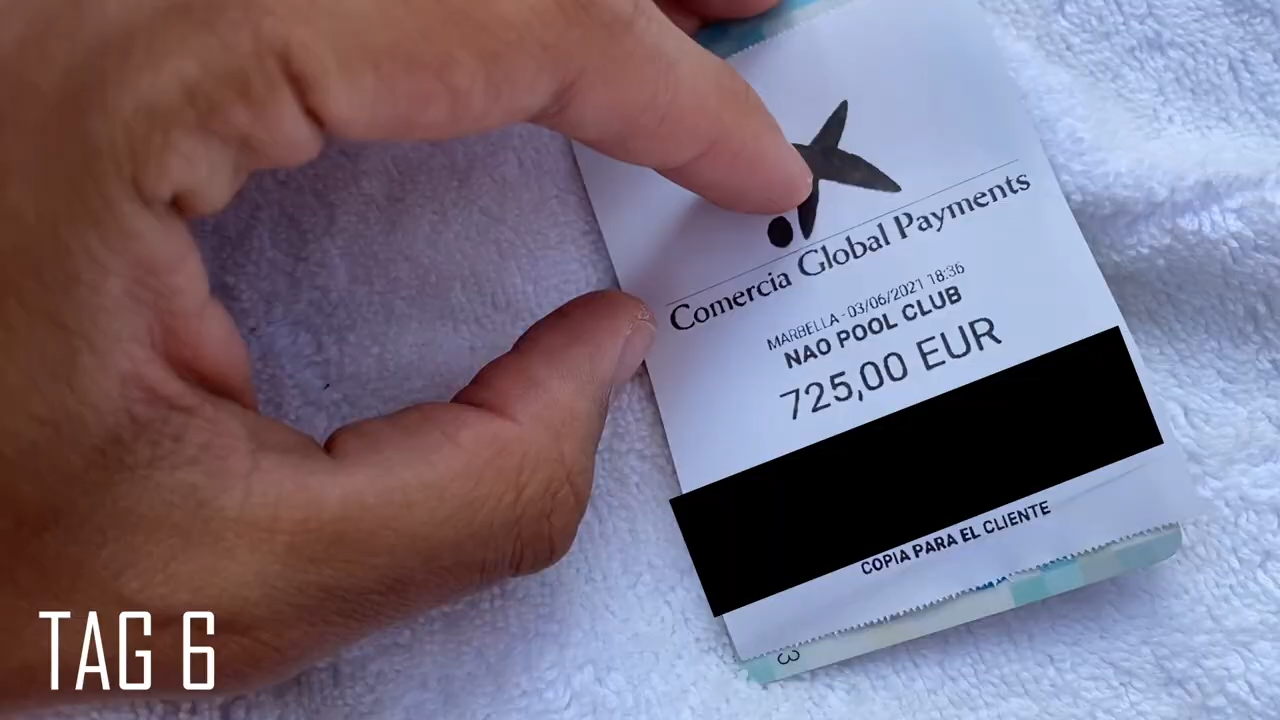 Comercia Global Payments
MARBELLA - 03/06/2021 18:36
NAO POOL CLUB
725,00 EUR
COPIA PARA EL CLIENTE
3
TAG 6